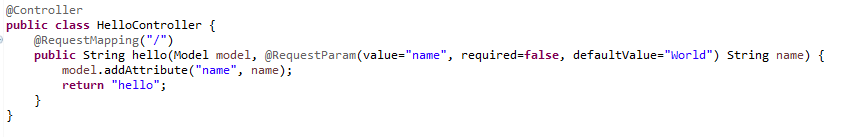 @Controller
public class HelloController {
    @RequestMapping("/")
    public String hello(Model model, @RequestParam(value="name", required=false, defaultValue="World") String name) {
        model.addAttribute("name", name);
        return "hello";
    }
}